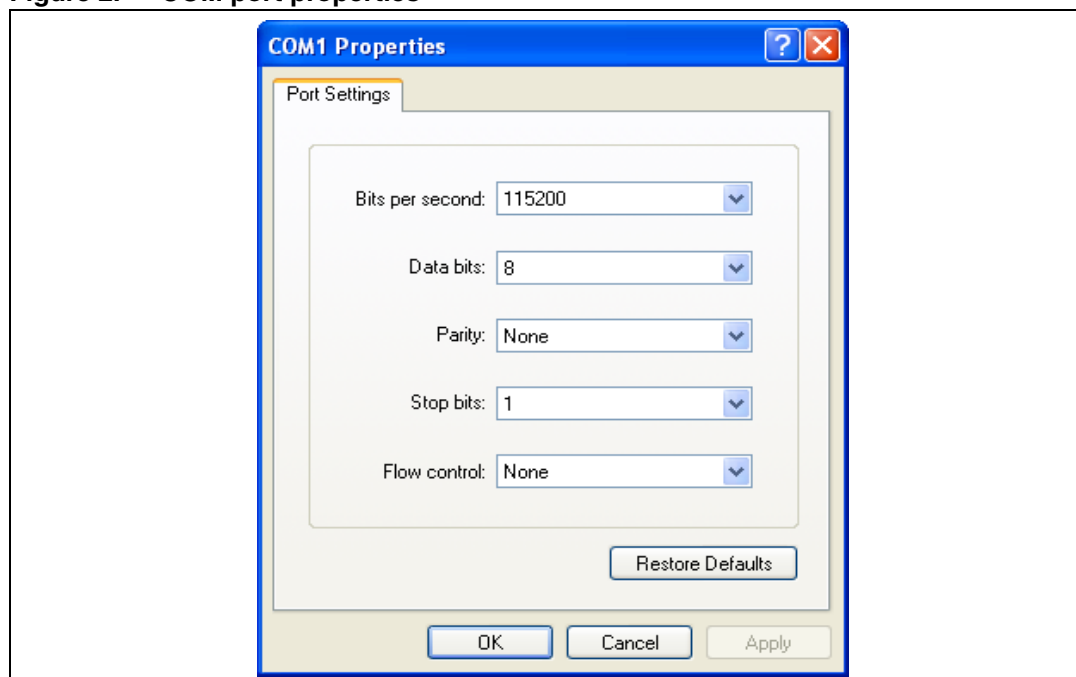 COM1 Properties
Port Settings
Bits per second: 115200
Data bits: 8
Parity: None
Stop bits: 1
Flow control: None
Restore Defaults
OK Cancel Apply